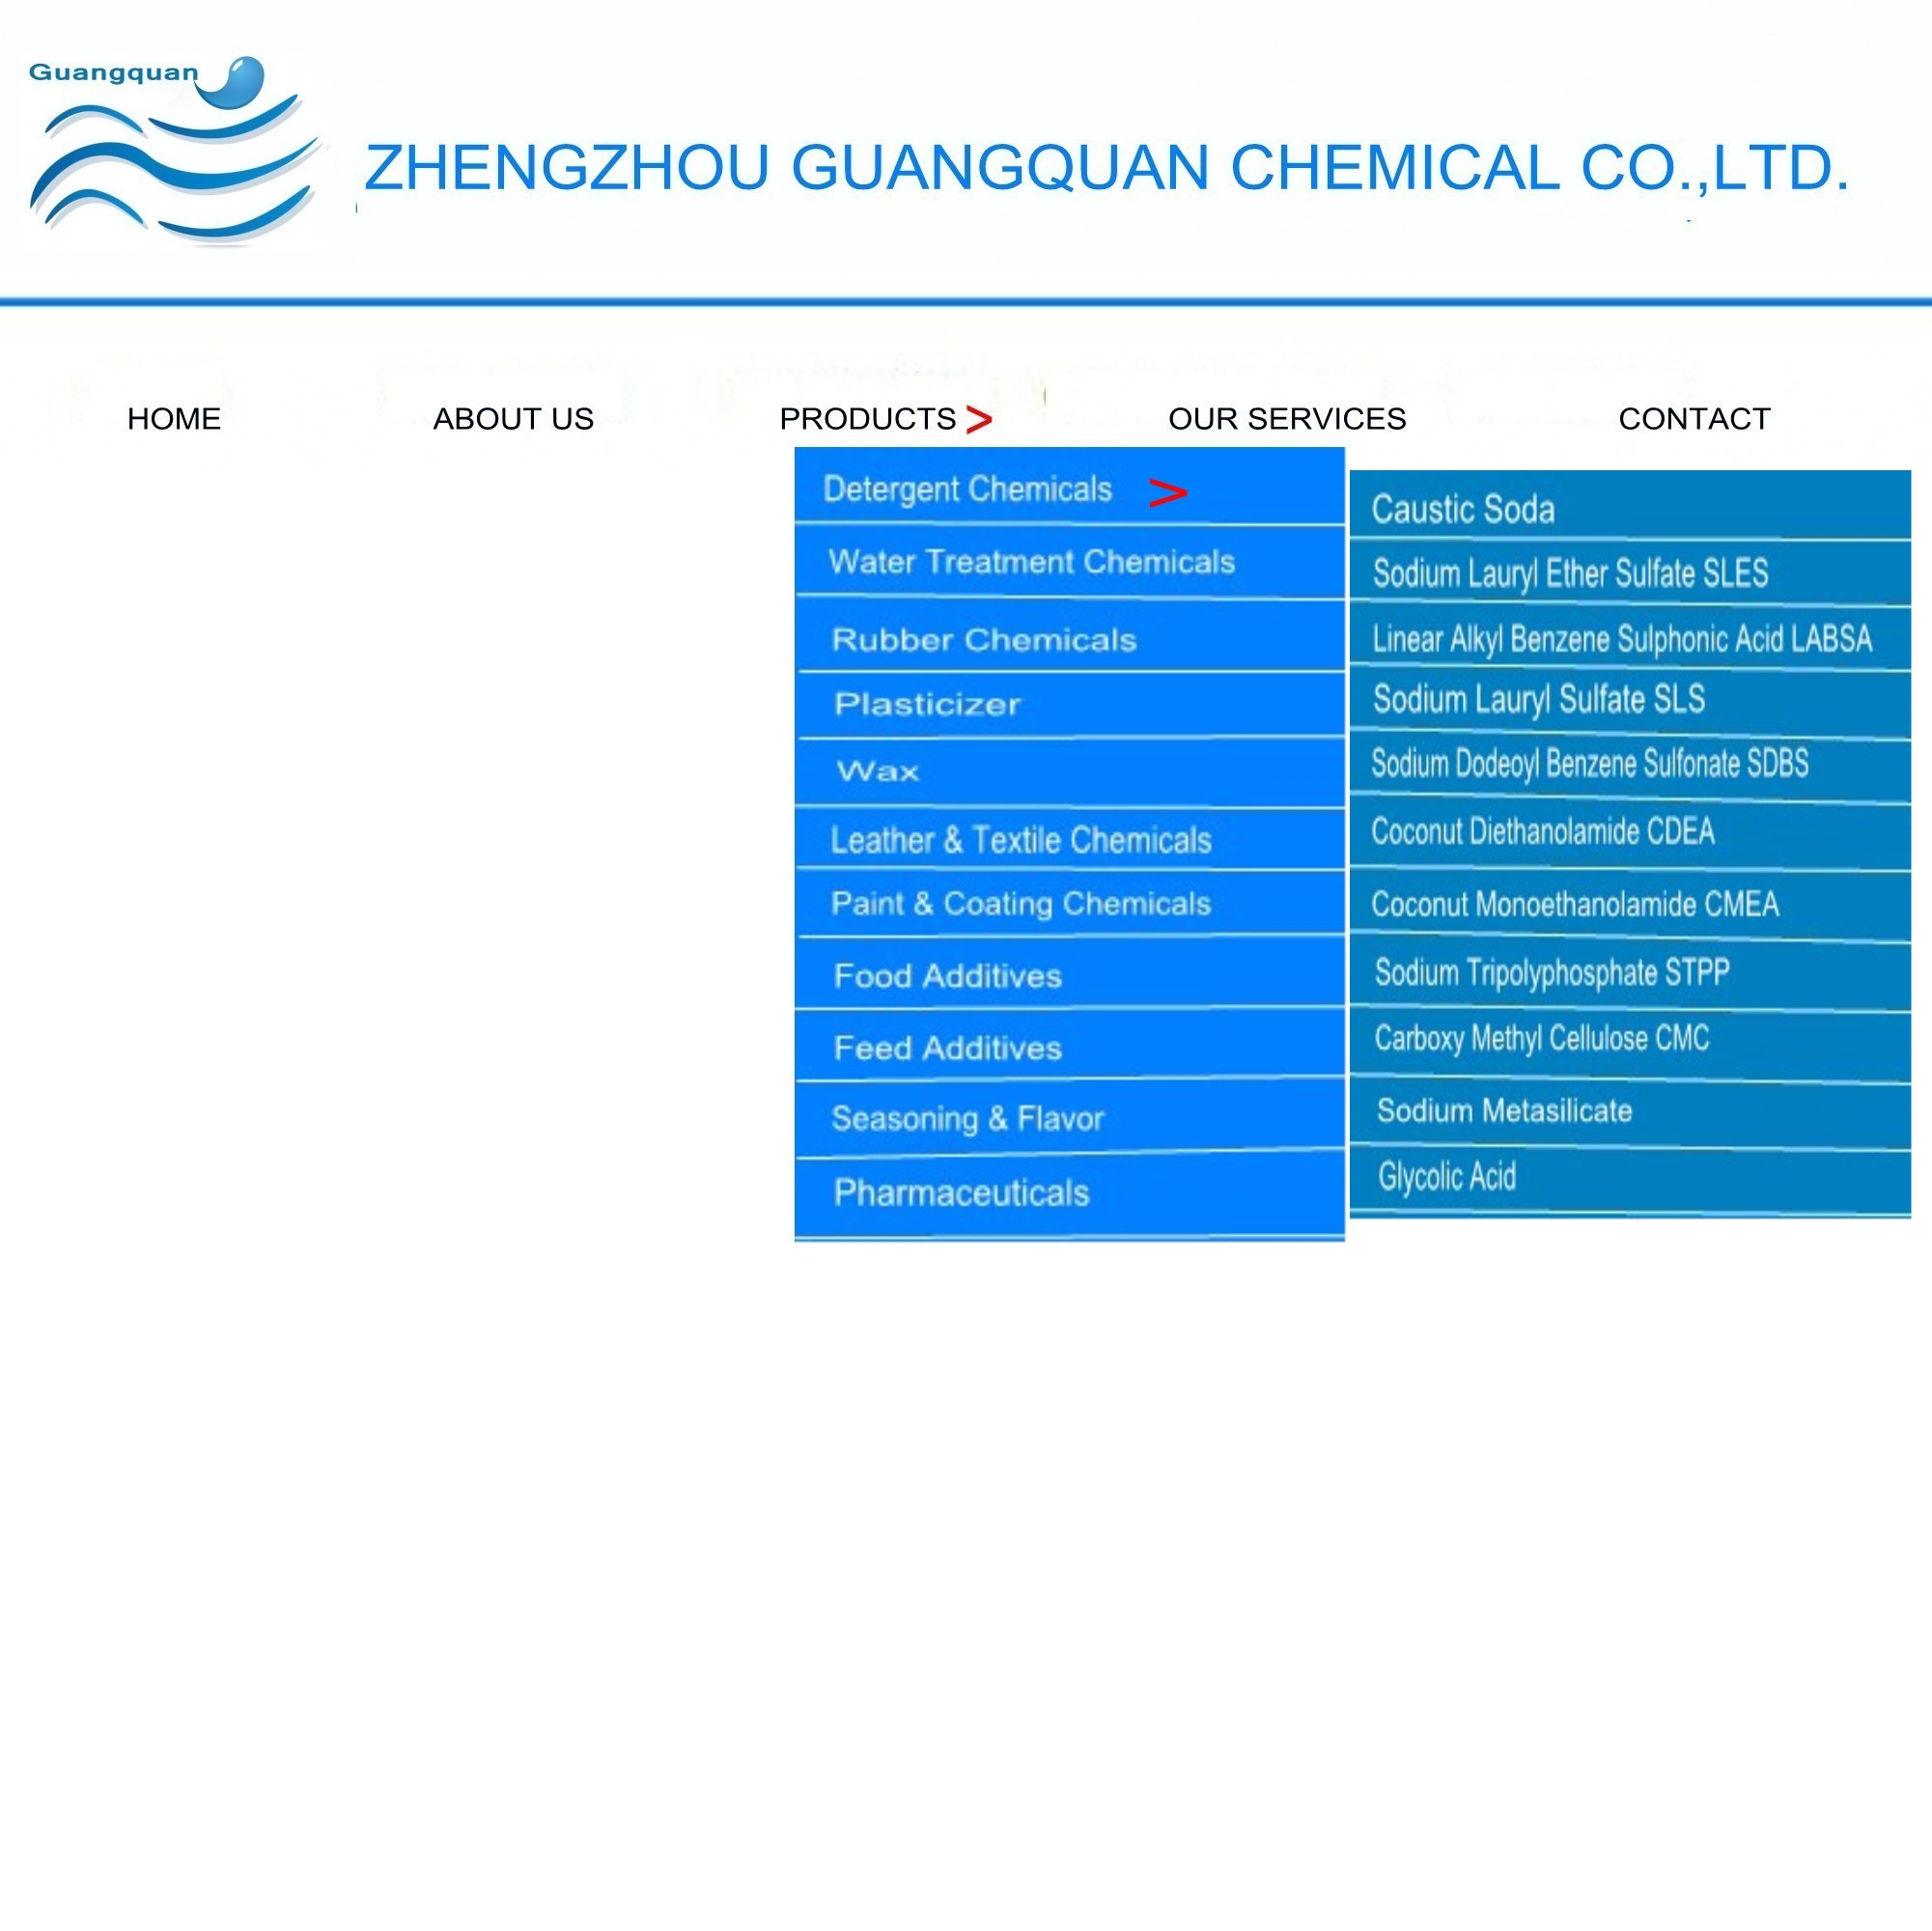 Guangquan
ZHENGZHOU GUANGQUAN CHEMICAL CO.,LTD.
HOME
ABOUT US
PRODUCTS >
OUR SERVICES
CONTACT
Detergent Chemicals >
Water Treatment Chemicals
Rubber Chemicals
Plasticizer
Wax
Leather & Textile Chemicals
Paint & Coating Chemicals
Food Additives
Feed Additives
Seasoning & Flavor
Pharmaceuticals
Caustic Soda
Sodium Lauryl Ether Sulfate SLES
Linear Alkyl Benzene Sulphonic Acid LABSA
Sodium Lauryl Sulfate SLS
Sodium Dodeoyl Benzene Sulfonate SDBS
Coconut Diethanolamide CDEA
Coconut Monoethanolamide CMEA
Sodium Tripolyphosphate STPP
Carboxy Methyl Cellulose CMC
Sodium Metasilicate
Glycolic Acid